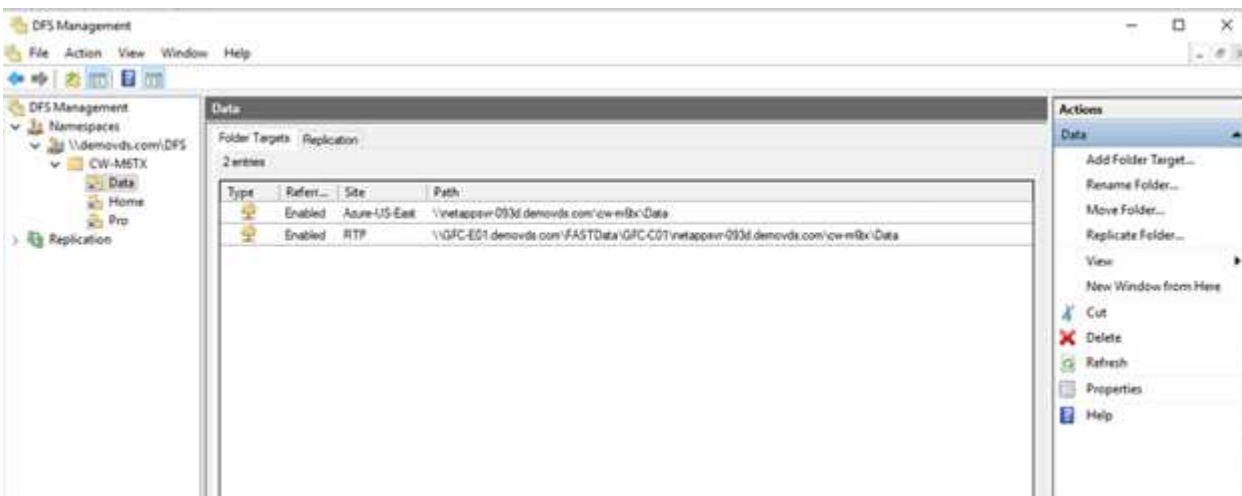 DFS Management
File Action View Window Help
DFS Management
Namespaces
\\demovds.com\DFS
CW-M6TX
Data
Home
Pro
Replication
Data
Folder Targets Replication
2 entries
Type Referr... Site Path
Enabled Azure-US-East \\netappsvr-093d.demovds.com\cw-m6tx\Data
Enabled RTP \\GFC-E01.demovds.com\FASTData\GFC-C01\netappsvr-093d.demovds.com\cw-m6tx\Data
Actions
Data
Add Folder Target...
Rename Folder...
Move Folder...
Replicate Folder...
View
New Window from Here
Cut
Delete
Refresh
Properties
Help